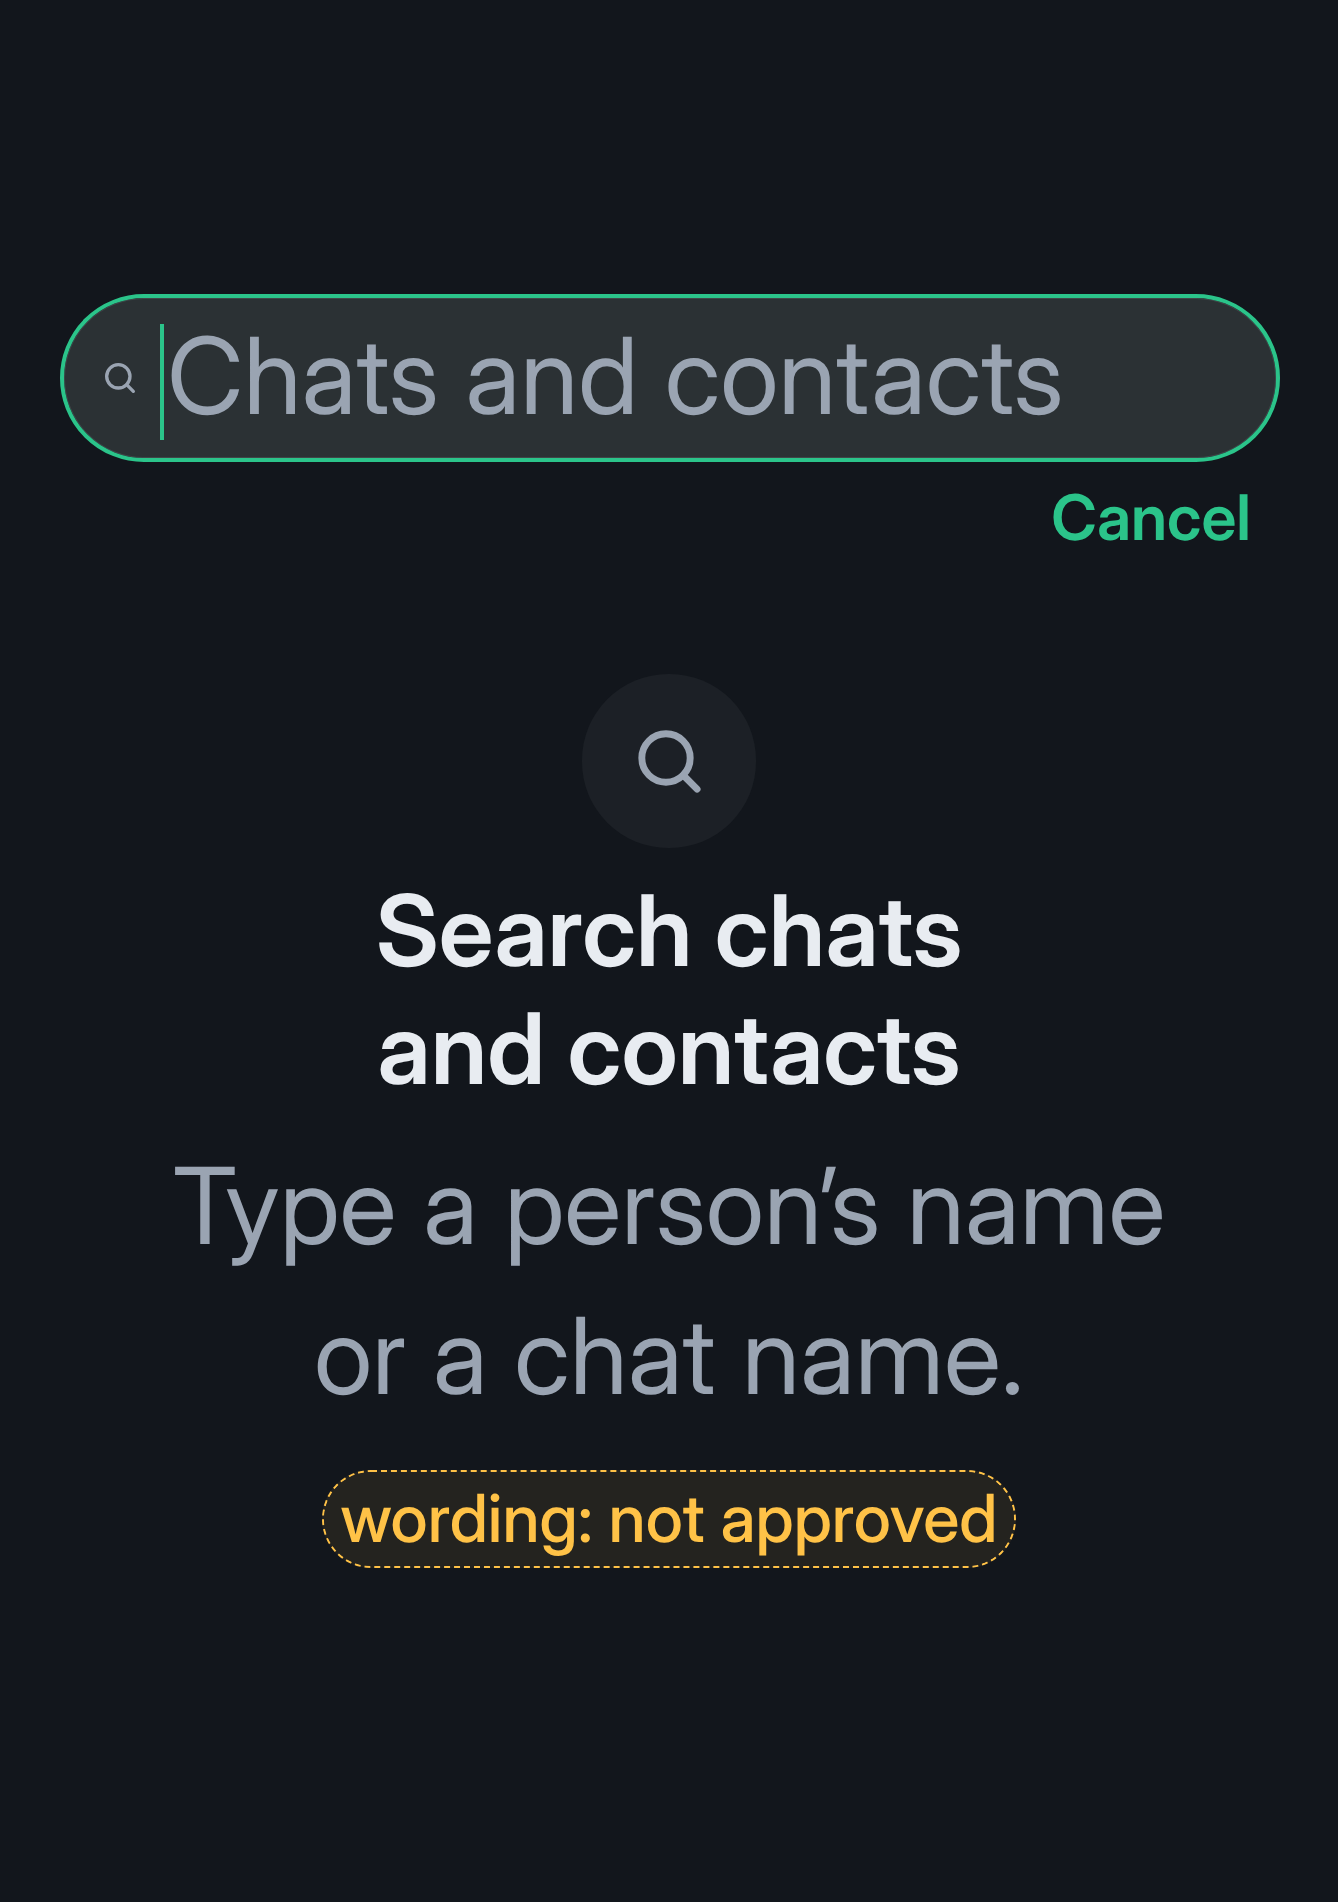 Chats and contacts
Cancel
Search chats
and contacts
Type a person’s name
or a chat name.
wording: not approved